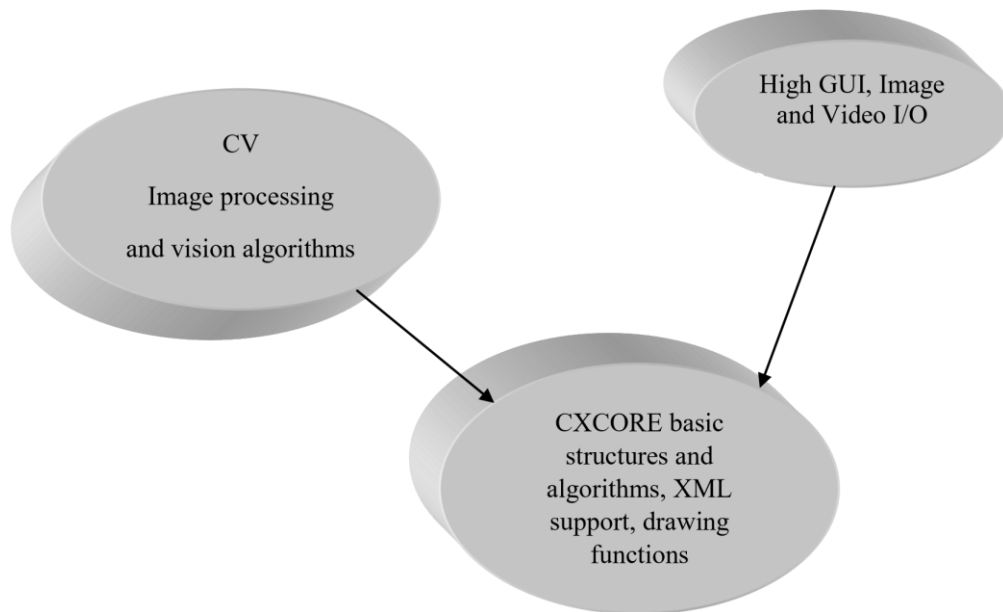 CV
Image processing
and vision algorithms
High GUI, Image
and Video I/O
CXCORE basic
structures and
algorithms, XML
support, drawing
functions